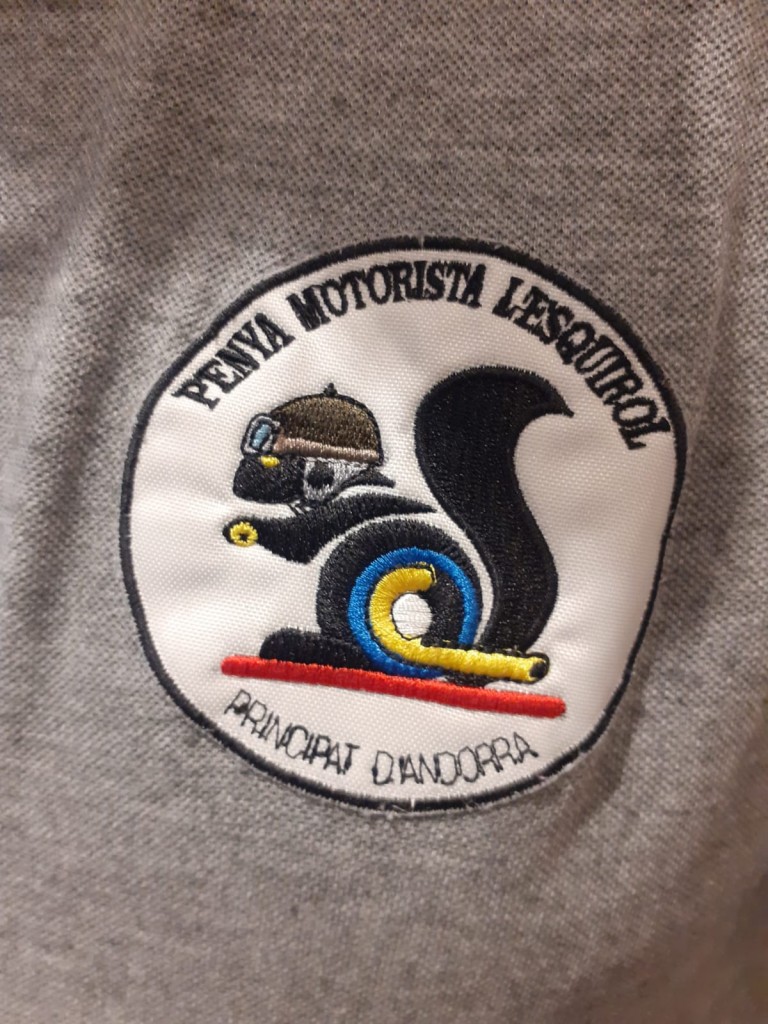 PENYA MOTORISTA L'ESQUIROL
PRINCIPAT D'ANDORRA